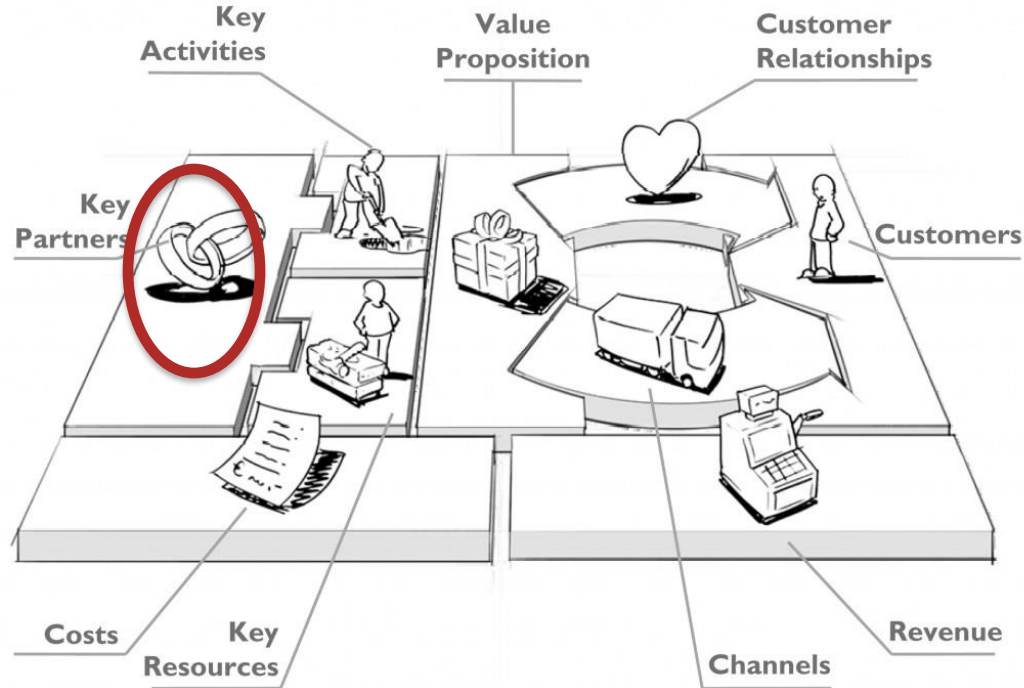 Key
Activities
Value
Proposition
Customer
Relationships
Key
Partners
Customers
Costs
Key
Resources
Channels
Revenue